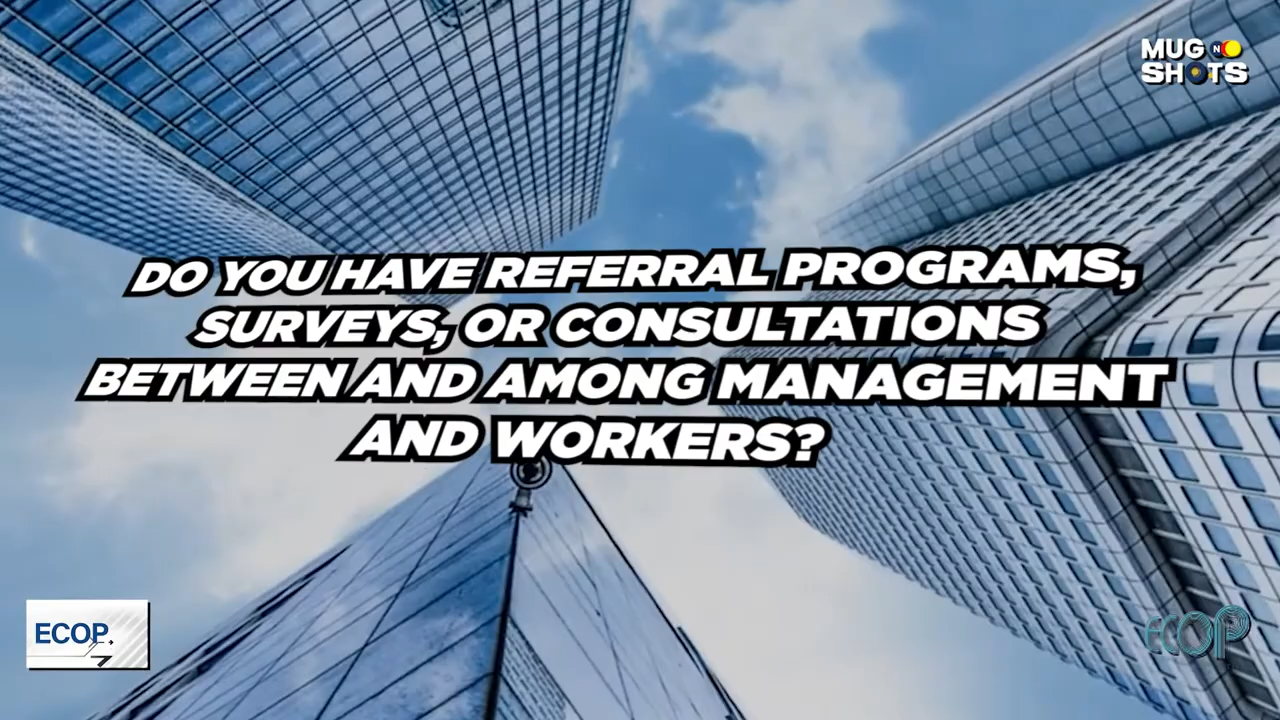 MUG N
SHOTS
DO YOU HAVE REFERRAL PROGRAMS,
SURVEYS, OR CONSULTATIONS
BETWEEN AND AMONG MANAGEMENT
AND WORKERS?
ECOP
ECOP